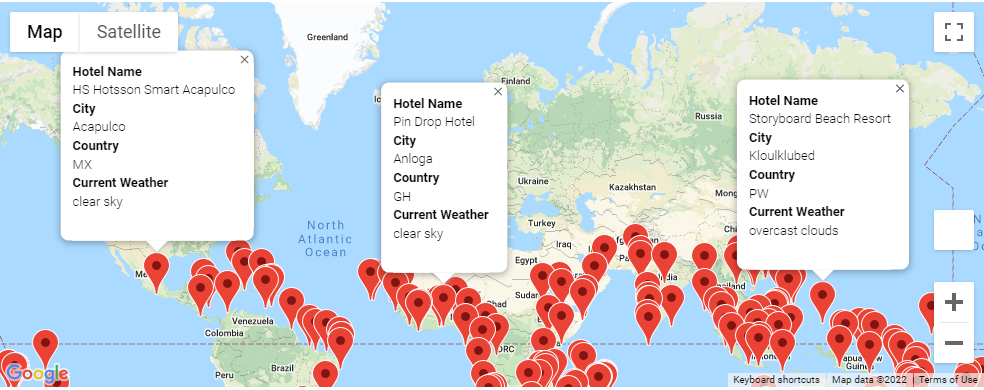 Map
Satellite
Greenland
Hotel Name
HS Hotsson Smart Acapulco
City
Acapulco
Country
MX
Current Weather
clear sky
Hotel Name
Pin Drop Hotel
City
Anloga
Country
GH
Current Weather
clear sky
Hotel Name
Storyboard Beach Resort
City
Kloulklubed
Country
PW
Current Weather
overcast clouds
Finland
Russia
Ukraine
Kazakhstan
Turkey
Iraq
Egypt
North
Atlantic
Ocean
Venezuela
Colombia
Brazil
Google
Keyboard shortcuts
Map data ©2022
Terms of Use